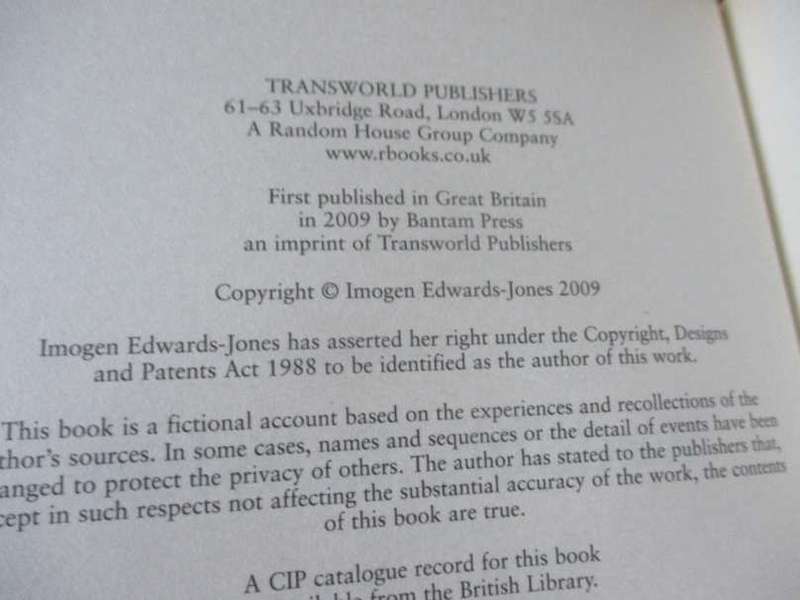 TRANSWORLD PUBLISHERS
61–63 Uxbridge Road, London W5 5SA
A Random House Group Company
www.rbooks.co.uk
First published in Great Britain
in 2009 by Bantam Press
an imprint of Transworld Publishers
Copyright © Imogen Edwards-Jones 2009
Imogen Edwards-Jones has asserted her right under the Copyright, Designs
and Patents Act 1988 to be identified as the author of this work.
This book is a fictional account based on the experiences and recollections of the
thor's sources. In some cases, names and sequences or the detail of events have been
anged to protect the privacy of others. The author has stated to the publishers that,
cept in such respects not affecting the substantial accuracy of the work, the contents
of this book are true.
A CIP catalogue record for this book
from the British Library.